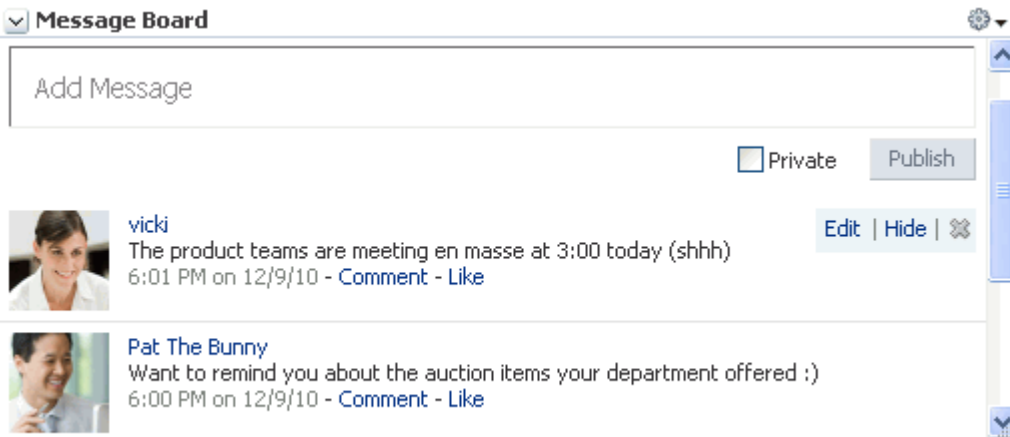 Message Board
Add Message
Private Publish
vicki
Edit | Hide |
The product teams are meeting en masse at 3:00 today (shhh)
6:01 PM on 12/9/10 - Comment - Like
Pat The Bunny
Want to remind you about the auction items your department offered :)
6:00 PM on 12/9/10 - Comment - Like